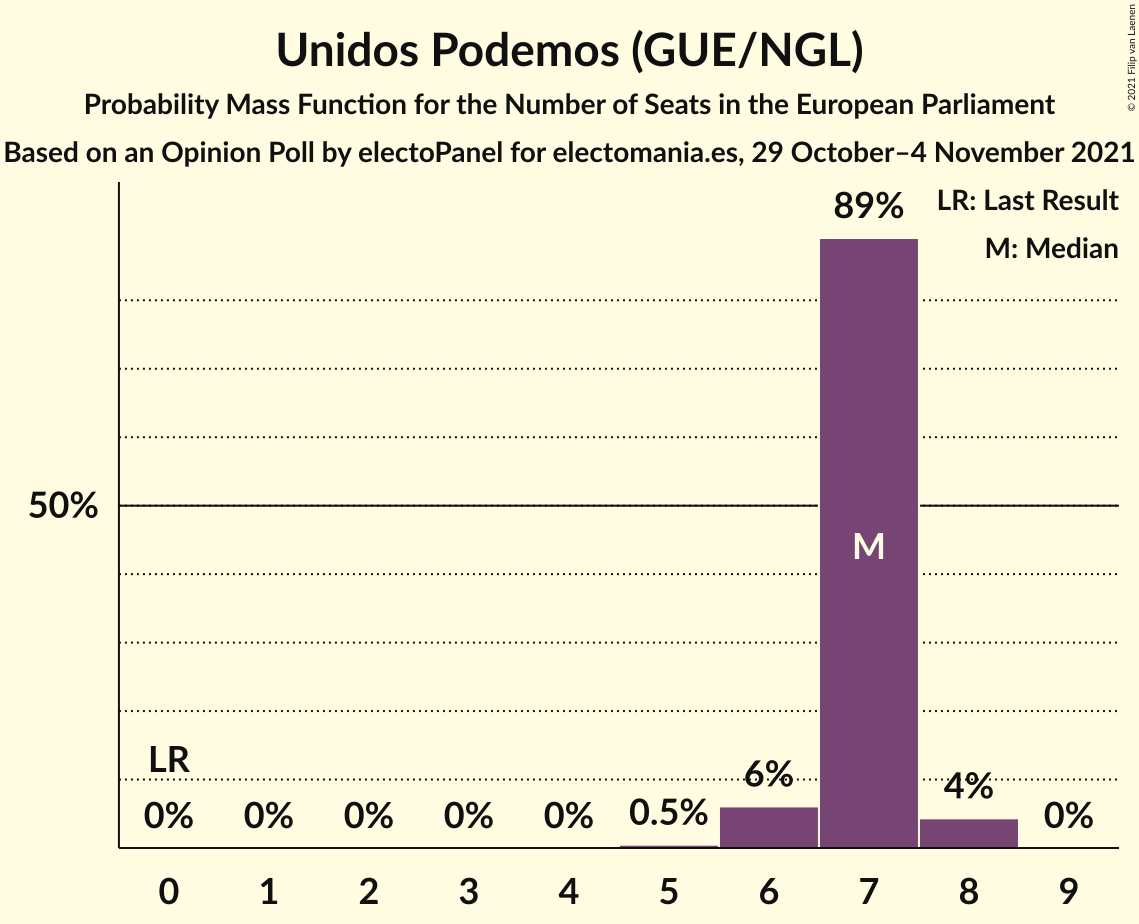 Unidos Podemos (GUE/NGL)
Probability Mass Function for the Number of Seats in the European Parliament
Based on an Opinion Poll by electoPanel for electomania.es, 29 October–4 November 2021
© 2021 Filip van Laenen
LR: Last Result
M: Median
89%
50%
M
LR
0% 0% 0% 0% 0% 0.5% 6% 4% 0%
0 1 2 3 4 5 6 7 8 9